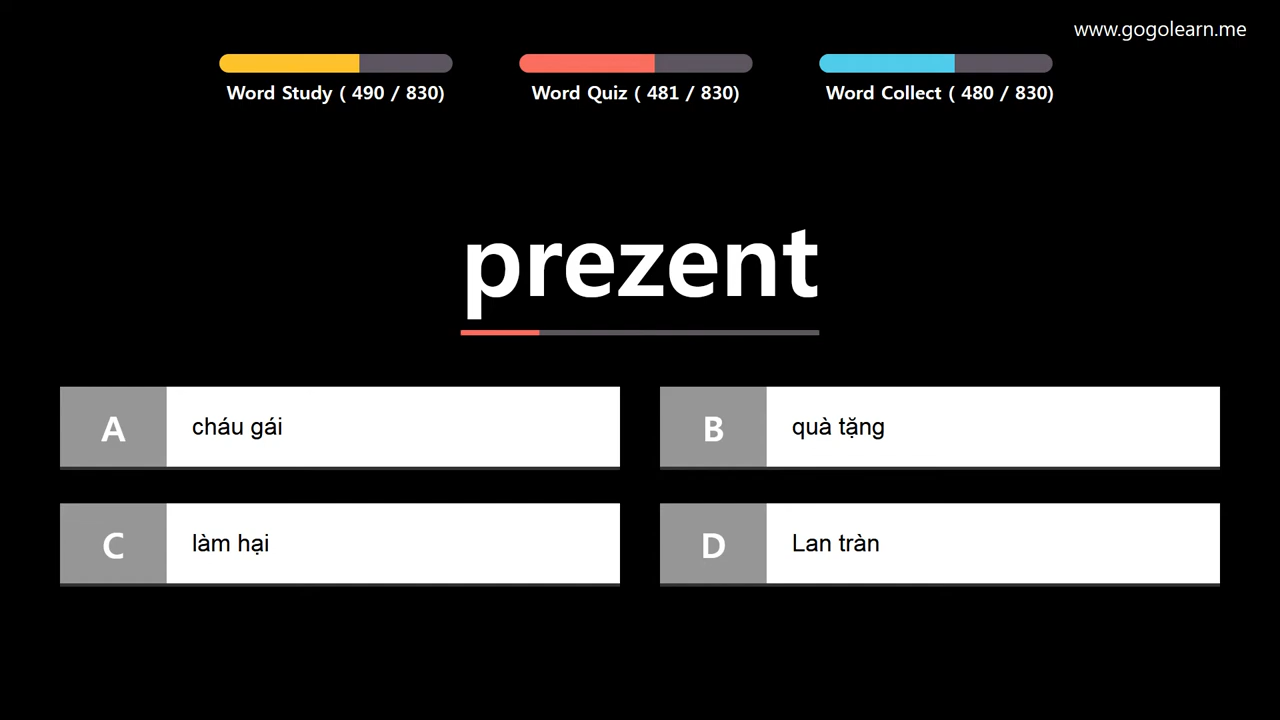 www.gogolearn.me
Word Study ( 490 / 830)
Word Quiz ( 481 / 830)
Word Collect ( 480 / 830)
prezent
A cháu gái
B quà tặng
C làm hại
D Lan tràn